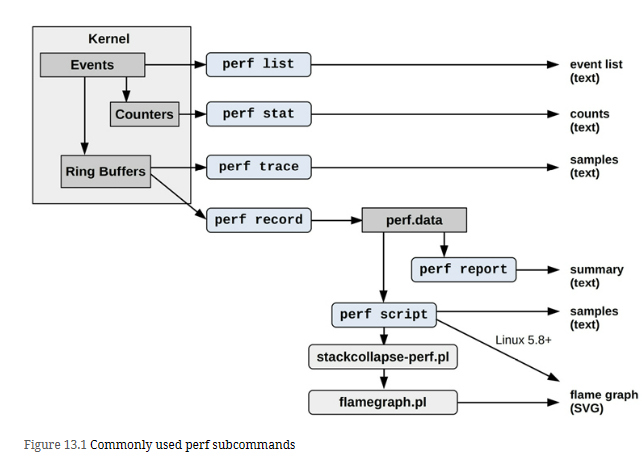 Kernel
Events
perf list
event list
(text)
Counters
perf stat
counts
(text)
Ring Buffers
perf trace
samples
(text)
perf record
perf.data
perf report
summary
(text)
perf script
samples
(text)
Linux 5.8+
stackcollapse-perf.pl
flamegraph.pl
flame graph
(SVG)
Figure 13.1 Commonly used perf subcommands